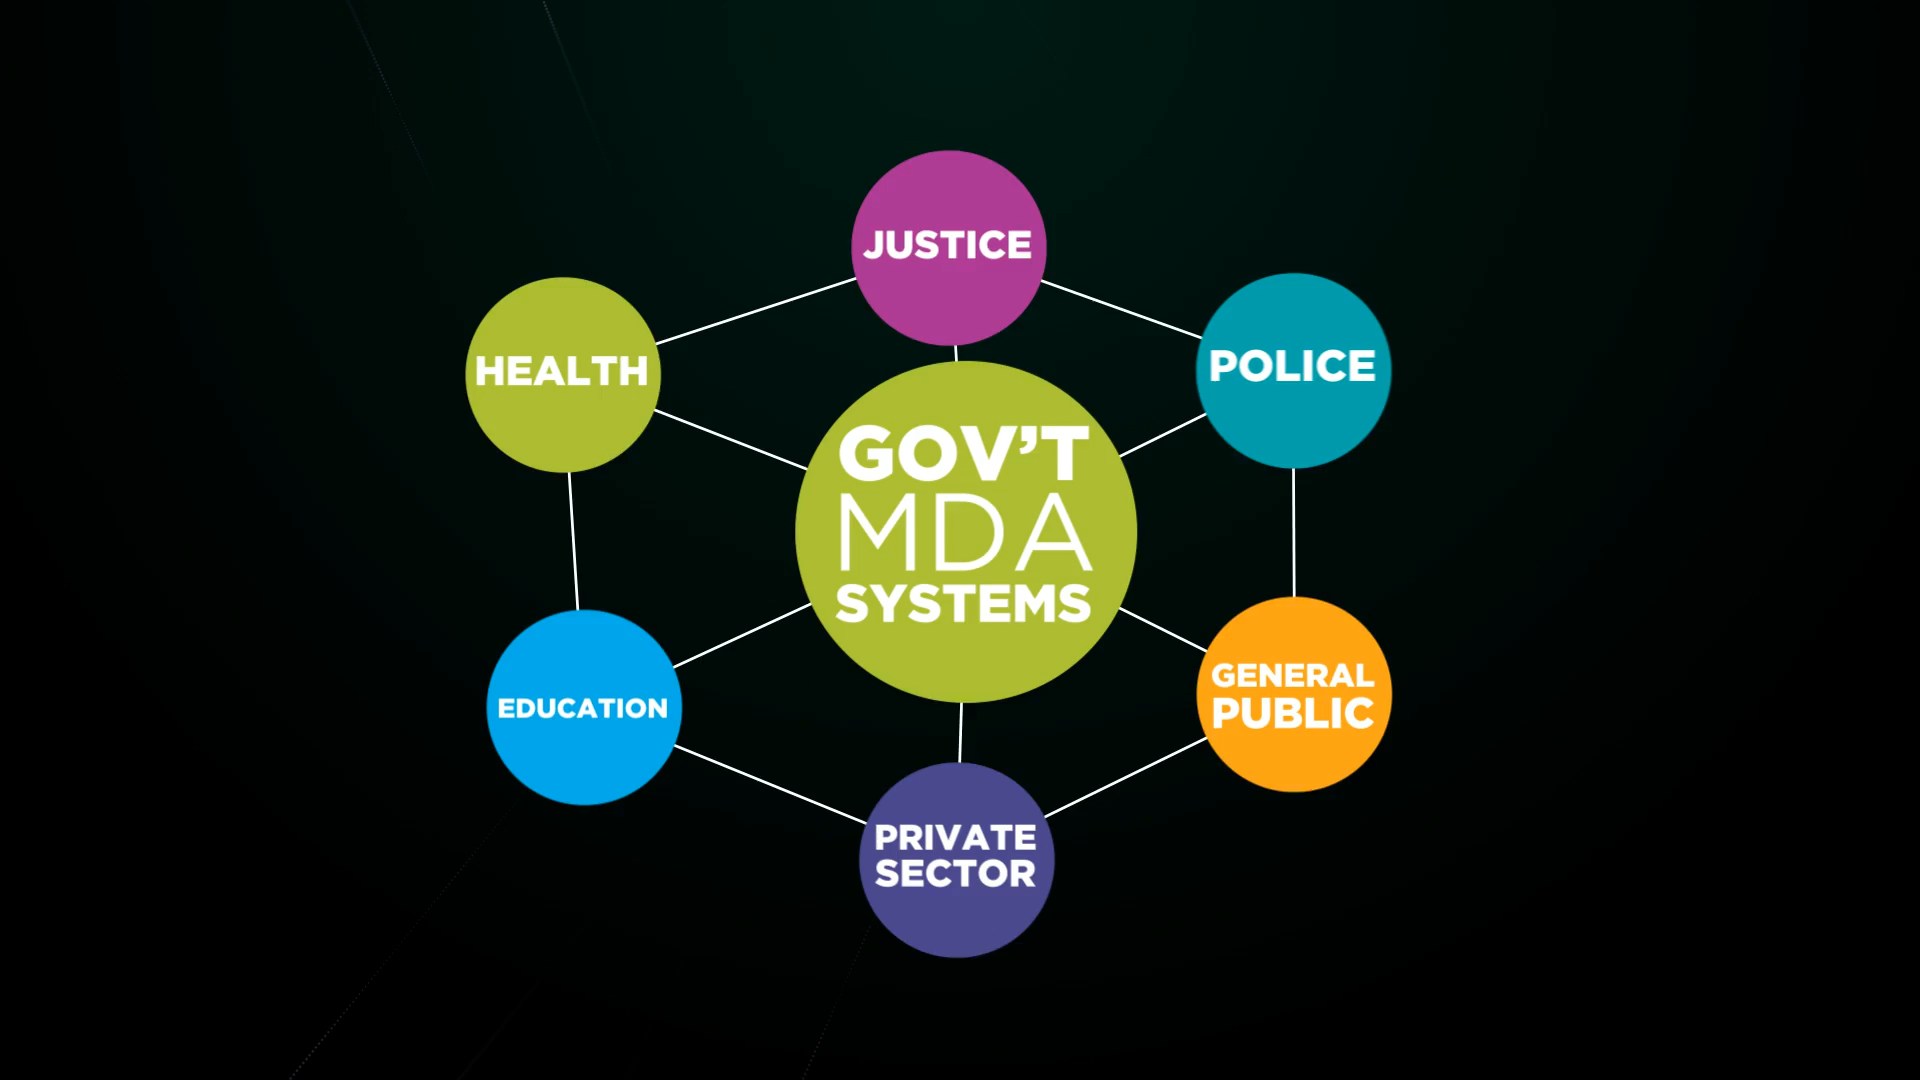 JUSTICE
HEALTH
POLICE
GOV’T
MDA
SYSTEMS
EDUCATION
GENERAL
PUBLIC
PRIVATE
SECTOR